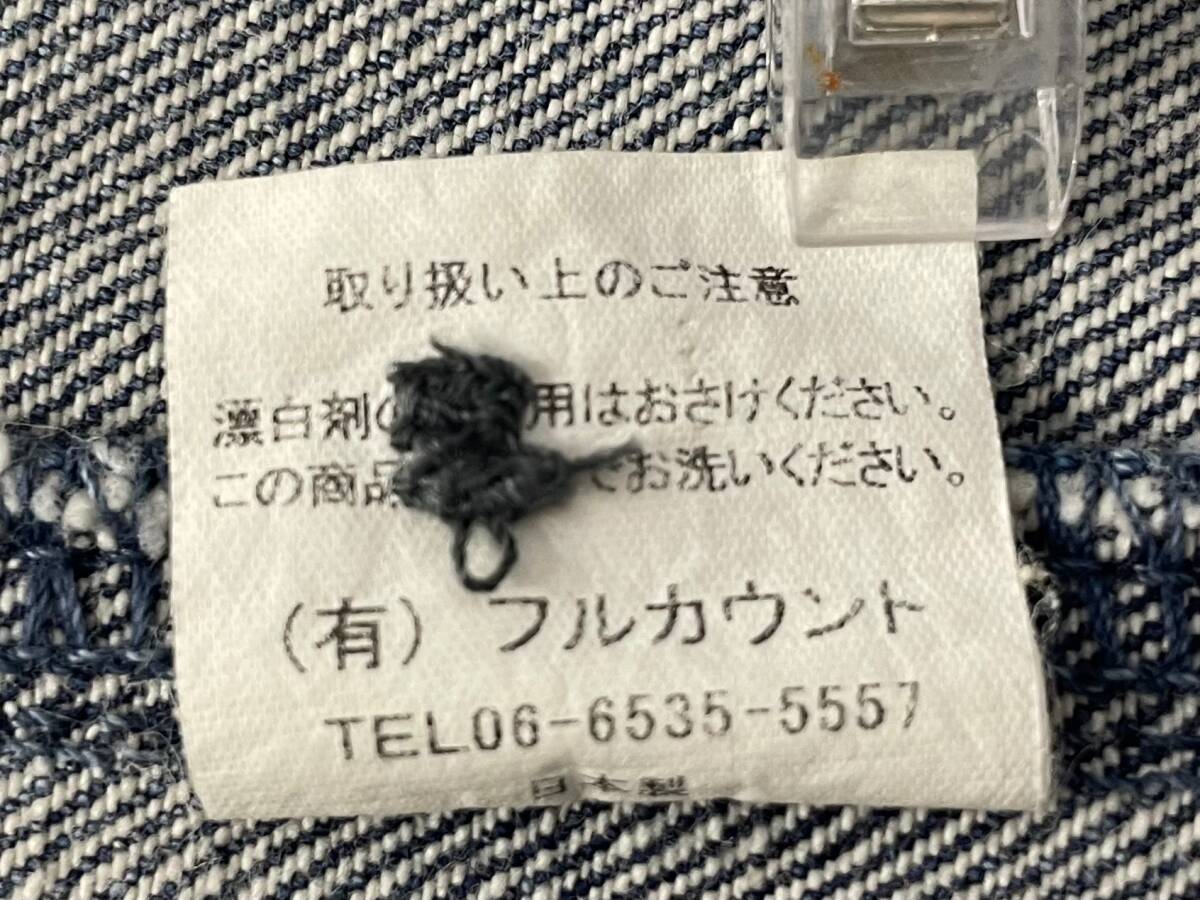 取り扱い上のご注意
漂白剤の 用はおさけください。
この商品 でお洗いください。
（有）フルカウント
TEL06-6535-5557
日本製